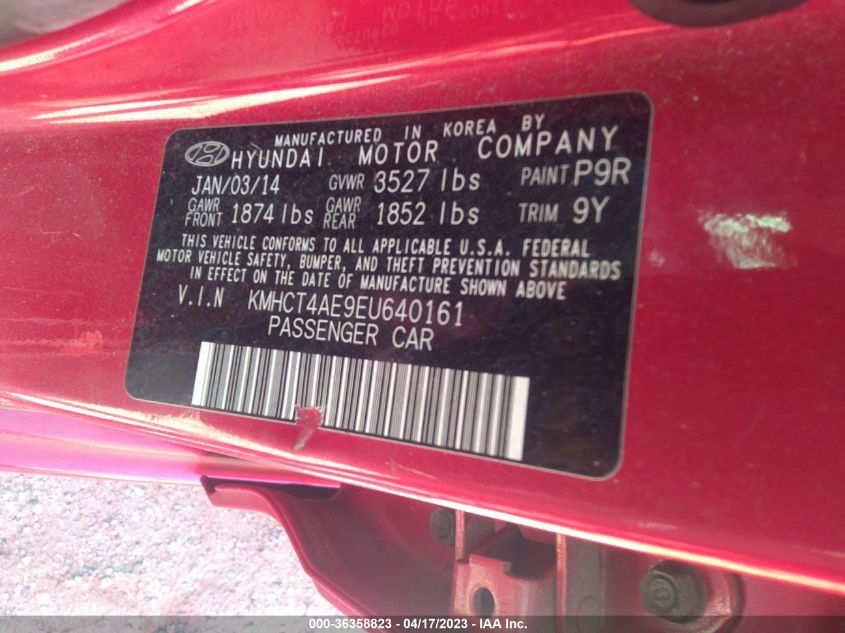 MANUFACTURED IN KOREA BY
HYUNDAI MOTOR COMPANY
JAN/03/14 GVWR 3527 lbs PAINT P9R
GAWR FRONT 1874 lbs GAWR REAR 1852 lbs TRIM 9Y
THIS VEHICLE CONFORMS TO ALL APPLICABLE U.S.A. FEDERAL
MOTOR VEHICLE SAFETY, BUMPER, AND THEFT PREVENTION STANDARDS
IN EFFECT ON THE DATE OF MANUFACTURE SHOWN ABOVE
V.I.N KMHCT4AE9EU640161
PASSENGER CAR
000-36358823 - 04/17/2023 - IAA Inc.